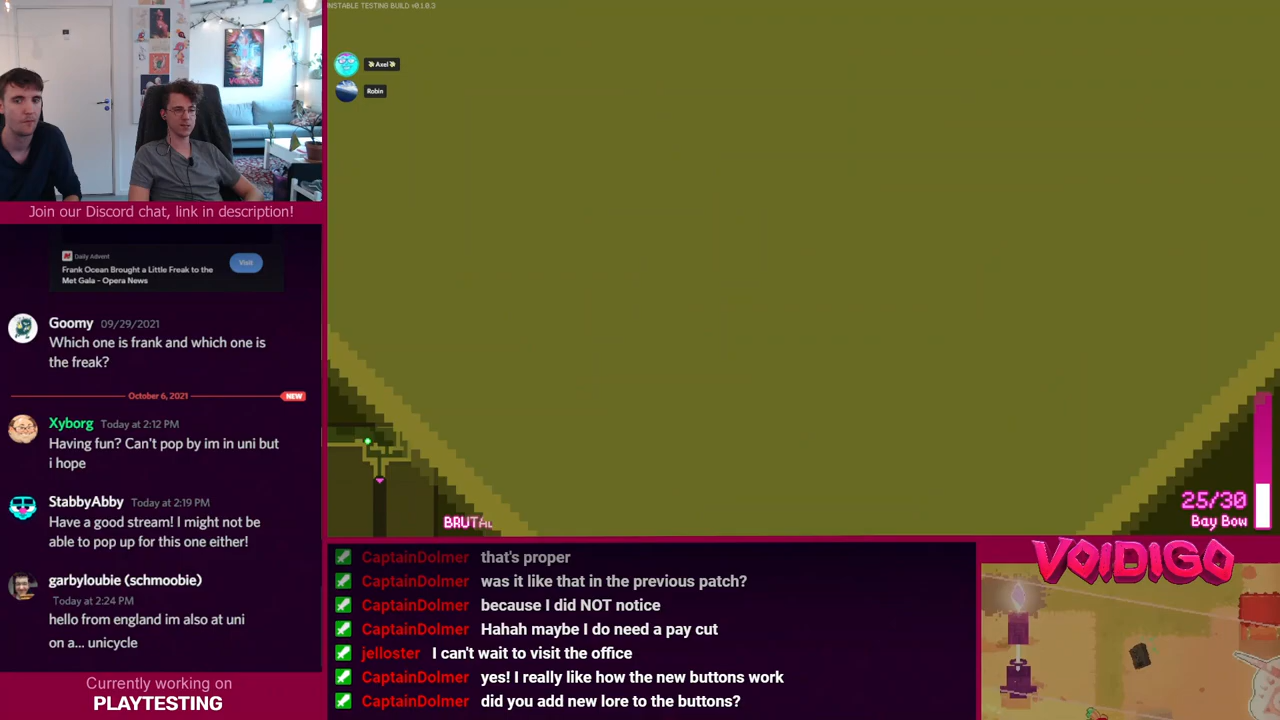 UNSTABLE TESTING BUILD v0.1.0.3
Axel
Robin
Join our Discord chat, link in description!
Daily Advent
Frank Ocean Brought a Little Freak to the
Met Gala - Opera News
Visit
Goomy 09/29/2021
Which one is frank and which one is
the freak?
October 6, 2021
NEW
Xyborg Today at 2:12 PM
Having fun? Can't pop by im in uni but
i hope
StabbyAbby Today at 2:19 PM
Have a good stream! I might not be
able to pop up for this one either!
garbyloubie (schmoobie)
Today at 2:24 PM
hello from england im also at uni
on a... unicycle
Currently working on
PLAYTESTING
BRUTAL
25/30
Bay Bow
CaptainDolmer that's proper
CaptainDolmer was it like that in the previous patch?
CaptainDolmer because I did NOT notice
CaptainDolmer Hahah maybe I do need a pay cut
jelloster I can't wait to visit the office
CaptainDolmer yes! I really like how the new buttons work
CaptainDolmer did you add new lore to the buttons?
VOIDIGO